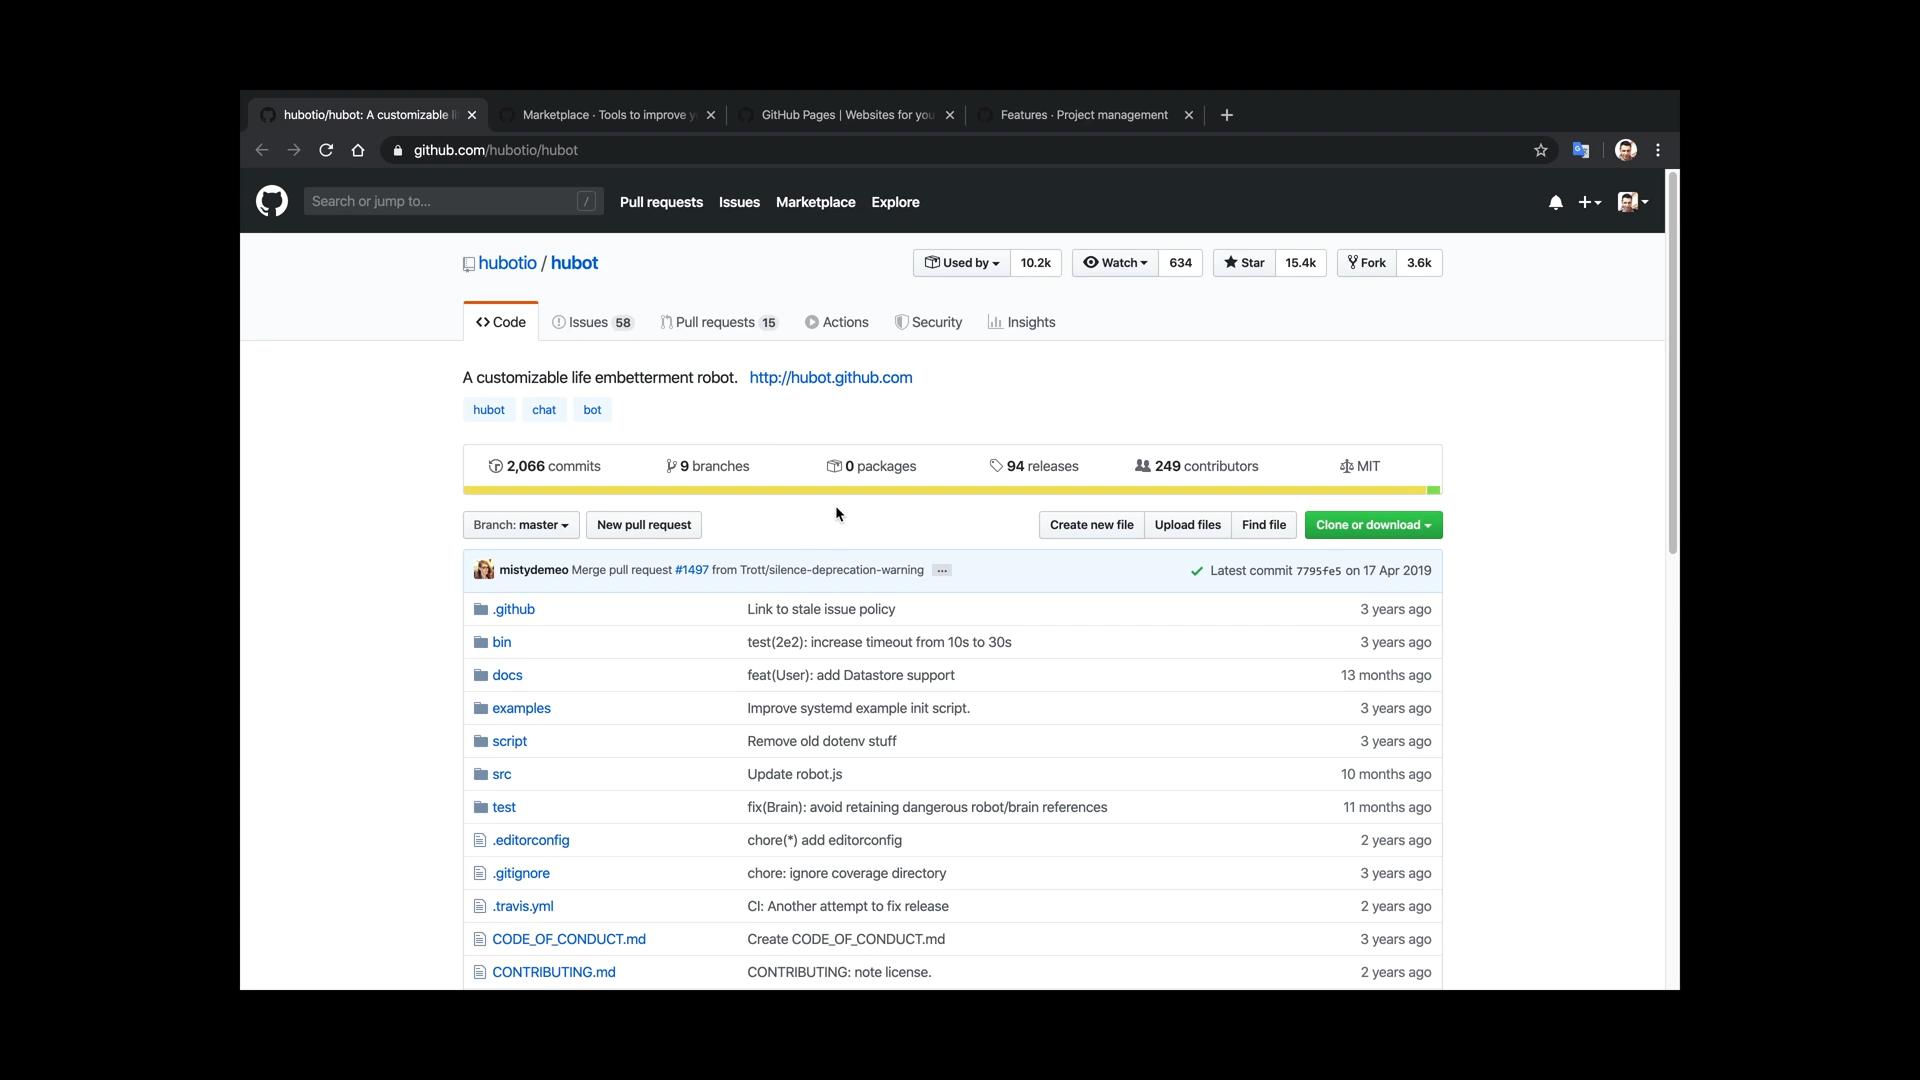 hubotio/hubot: A customizable li
Marketplace · Tools to improve y
GitHub Pages | Websites for you
Features · Project management
github.com/hubotio/hubot
Search or jump to... /
Pull requests Issues Marketplace Explore
hubotio / hubot
Used by 10.2k Watch 634 Star 15.4k Fork 3.6k
Code Issues 58 Pull requests 15 Actions Security Insights
A customizable life embetterment robot. http://hubot.github.com
hubot chat bot
2,066 commits 9 branches 0 packages 94 releases 249 contributors MIT
Branch: master New pull request Create new file Upload files Find file Clone or download
mistydemeo Merge pull request #1497 from Trott/silence-deprecation-warning ... Latest commit 7795fe5 on 17 Apr 2019
.github Link to stale issue policy 3 years ago
bin test(2e2): increase timeout from 10s to 30s 3 years ago
docs feat(User): add Datastore support 13 months ago
examples Improve systemd example init script. 3 years ago
script Remove old dotenv stuff 3 years ago
src Update robot.js 10 months ago
test fix(Brain): avoid retaining dangerous robot/brain references 11 months ago
.editorconfig chore(*) add editorconfig 2 years ago
.gitignore chore: ignore coverage directory 3 years ago
.travis.yml CI: Another attempt to fix release 2 years ago
CODE_OF_CONDUCT.md Create CODE_OF_CONDUCT.md 3 years ago
CONTRIBUTING.md CONTRIBUTING: note license. 2 years ago